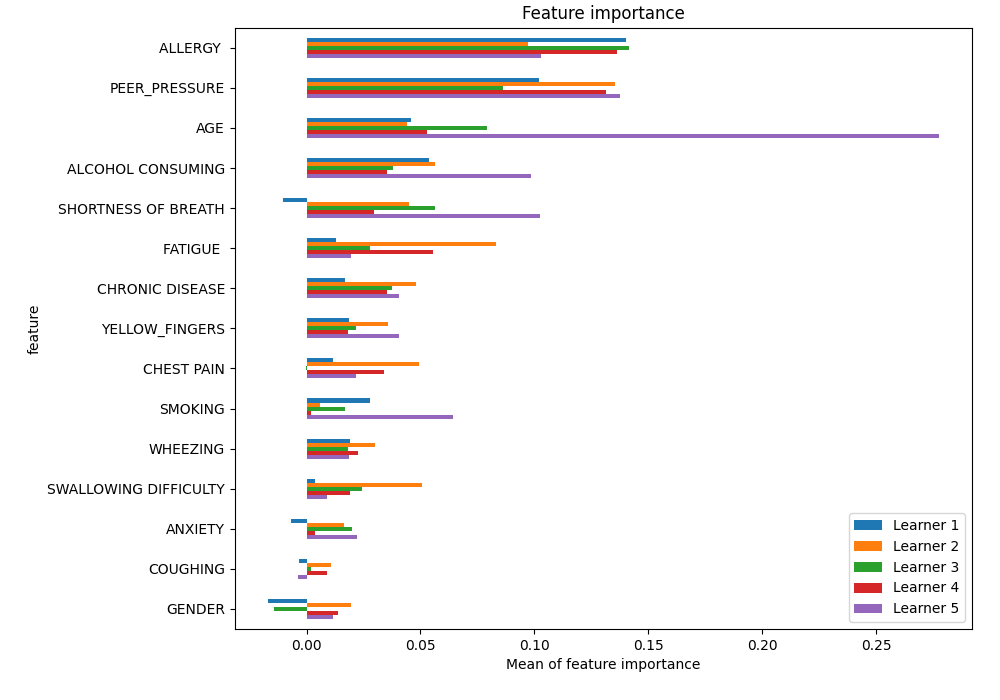 Feature importance
ALLERGY
PEER_PRESSURE
AGE
ALCOHOL CONSUMING
SHORTNESS OF BREATH
FATIGUE
CHRONIC DISEASE
YELLOW_FINGERS
CHEST PAIN
SMOKING
WHEEZING
SWALLOWING DIFFICULTY
ANXIETY
COUGHING
GENDER
feature
Learner 1
Learner 2
Learner 3
Learner 4
Learner 5
0.00 0.05 0.10 0.15 0.20 0.25
Mean of feature importance